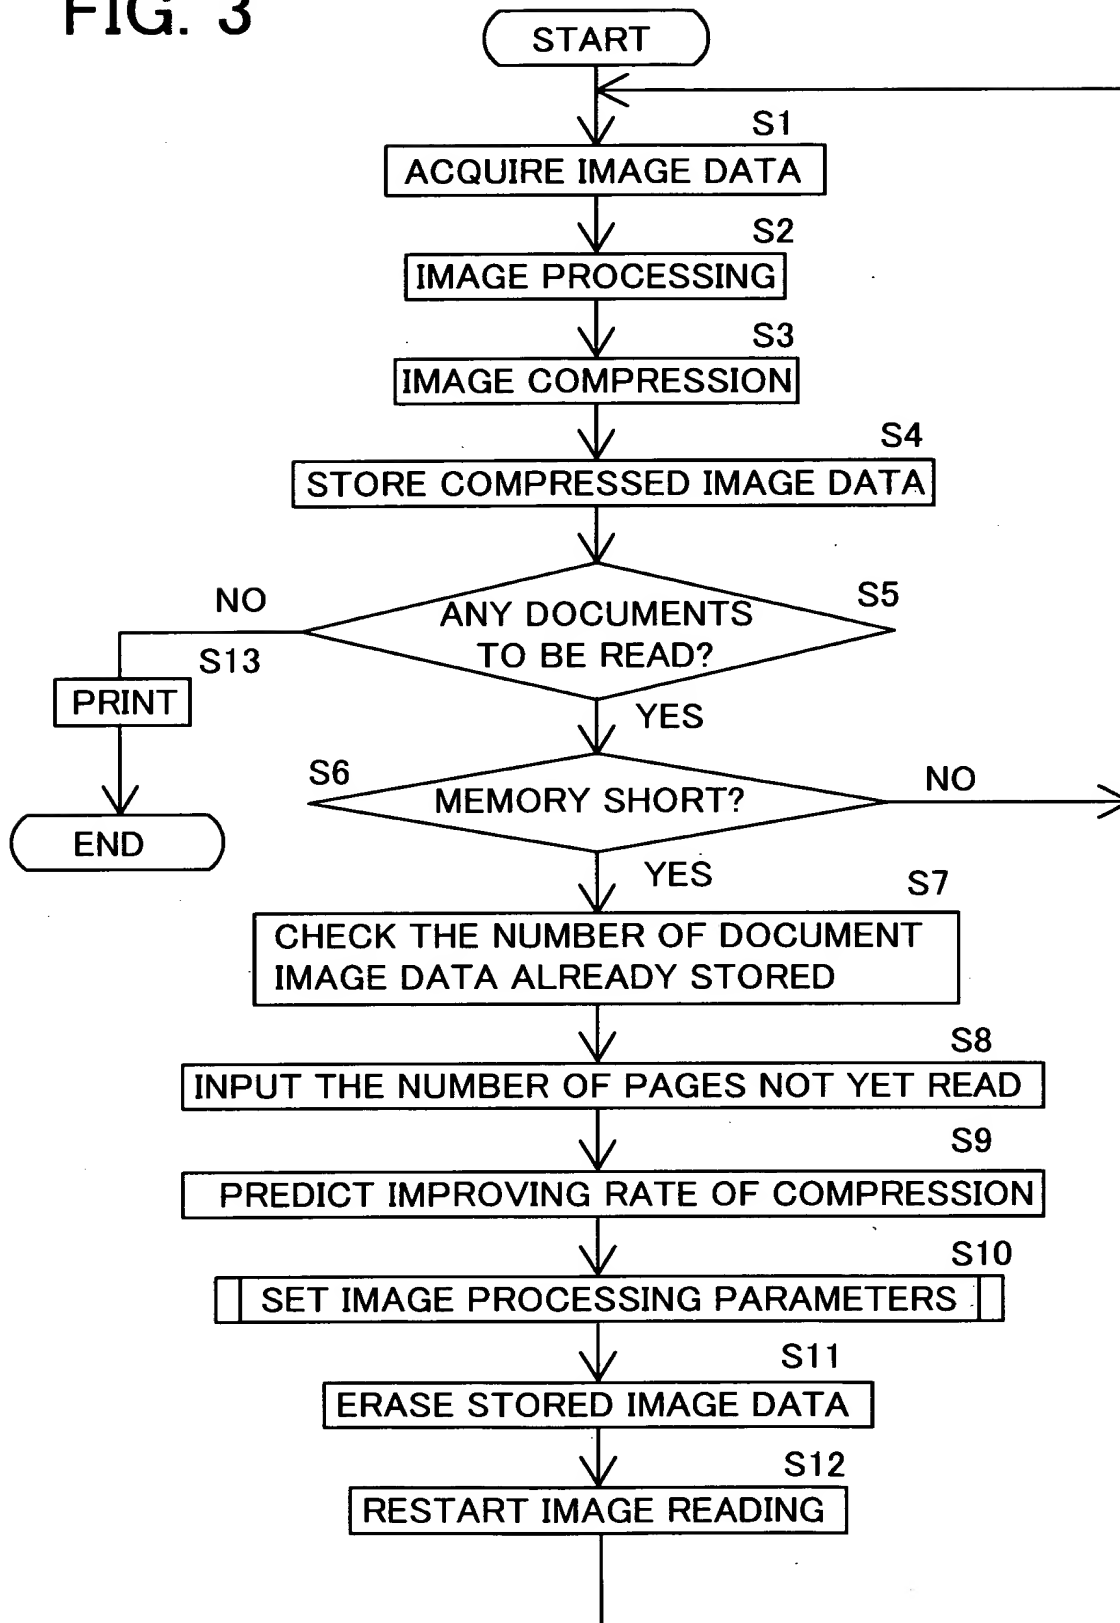 FIG. 3
START
S1
ACQUIRE IMAGE DATA
S2
IMAGE PROCESSING
S3
IMAGE COMPRESSION
S4
STORE COMPRESSED IMAGE DATA
S5
ANY DOCUMENTS
TO BE READ?
NO
S13
PRINT
END
YES
S6
MEMORY SHORT?
NO
YES
S7
CHECK THE NUMBER OF DOCUMENT
IMAGE DATA ALREADY STORED
S8
INPUT THE NUMBER OF PAGES NOT YET READ
S9
PREDICT IMPROVING RATE OF COMPRESSION
S10
SET IMAGE PROCESSING PARAMETERS
S11
ERASE STORED IMAGE DATA
S12
RESTART IMAGE READING